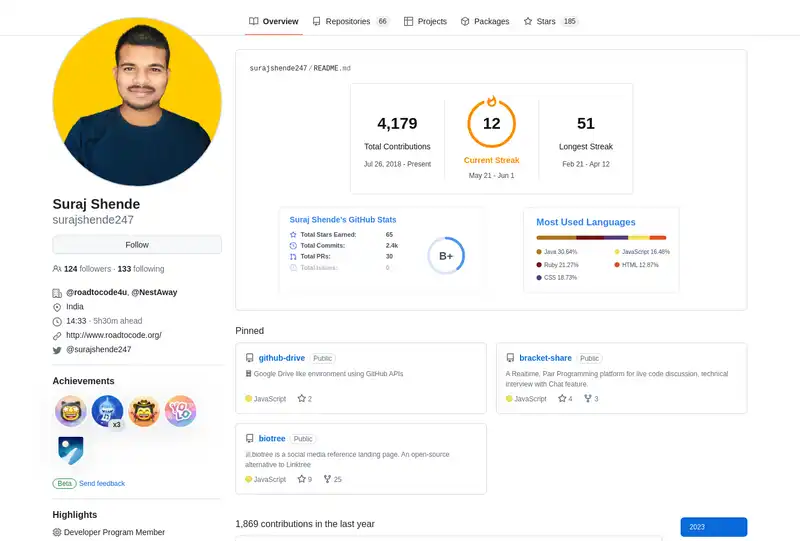 Overview
Repositories 66
Projects
Packages
Stars 185
Suraj Shende
surajshende247
Follow
124 followers · 133 following
@roadtocode4u, @NestAway
India
14:33 - 5h30m ahead
http://www.roadtocode.org/
@surajshende247
Achievements
YO
LO
x3
Beta Send feedback
Highlights
Developer Program Member
surajshende247 / README.md
4,179
Total Contributions
Jul 26, 2018 - Present
12
Current Streak
May 21 - Jun 1
51
Longest Streak
Feb 21 - Apr 12
Suraj Shende's GitHub Stats
Total Stars Earned: 65
Total Commits: 2.4k
Total PRs: 30
Total Issues: 0
B+
Most Used Languages
Java 30.64%
JavaScript 16.48%
Ruby 21.27%
HTML 12.87%
CSS 18.73%
Pinned
github-drive Public
Google Drive like environment using GitHub APIs
JavaScript 2
bracket-share Public
A Realtime, Pair Programming platform for live code discussion, technical
interview with Chat feature.
JavaScript 4 3
biotree Public
biotree is a social media reference landing page. An open-source
alternative to Linktree
JavaScript 9 25
1,869 contributions in the last year
2023